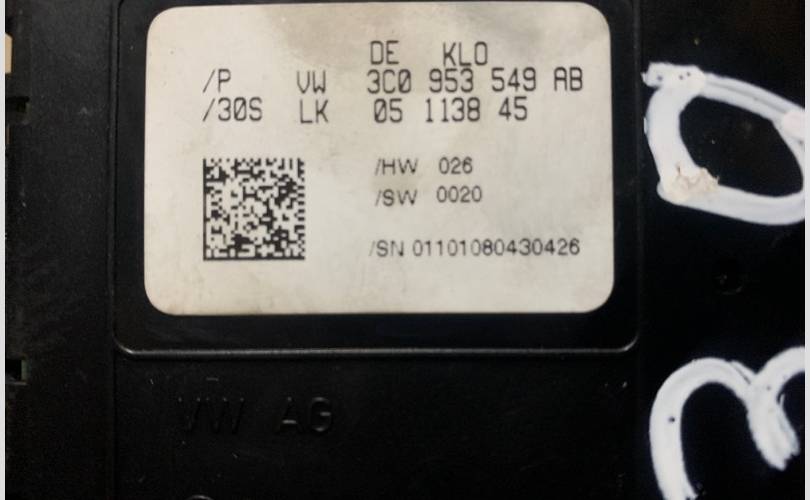 DE KLO
/P VW 3C0 953 549 AB
/30S LK 05 1138 45
/HW 026
/SW 0020
/SN 01101080430426
VW AG